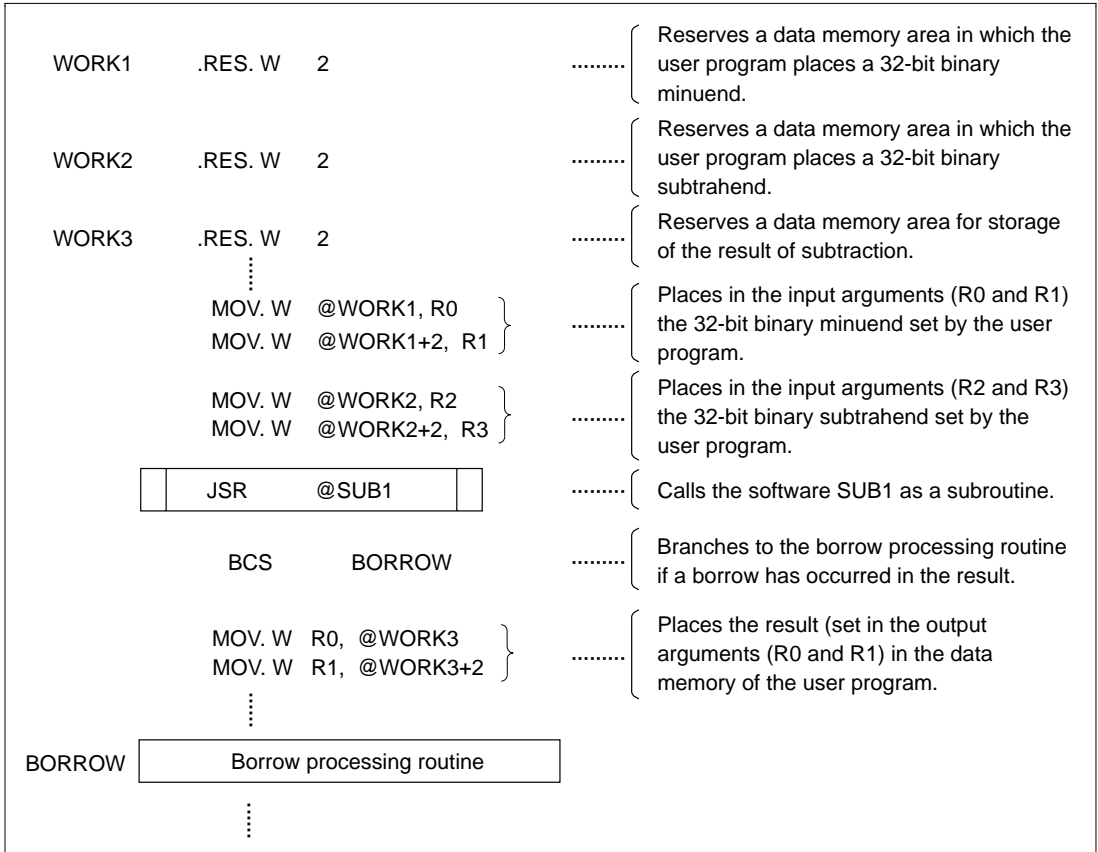 WORK1 .RES. W 2 ......... Reserves a data memory area in which the
user program places a 32-bit binary
minuend.
WORK2 .RES. W 2 ......... Reserves a data memory area in which the
user program places a 32-bit binary
subtrahend.
WORK3 .RES. W 2 ......... Reserves a data memory area for storage
of the result of subtraction.
MOV. W @WORK1, R0
MOV. W @WORK1+2, R1
......... Places in the input arguments (R0 and R1)
the 32-bit binary minuend set by the user
program.
MOV. W @WORK2, R2
MOV. W @WORK2+2, R3
......... Places in the input arguments (R2 and R3)
the 32-bit binary subtrahend set by the
user program.
JSR @SUB1 ......... Calls the software SUB1 as a subroutine.
BCS BORROW ......... Branches to the borrow processing routine
if a borrow has occurred in the result.
MOV. W R0, @WORK3
MOV. W R1, @WORK3+2
......... Places the result (set in the output
arguments (R0 and R1) in the data
memory of the user program.
BORROW Borrow processing routine